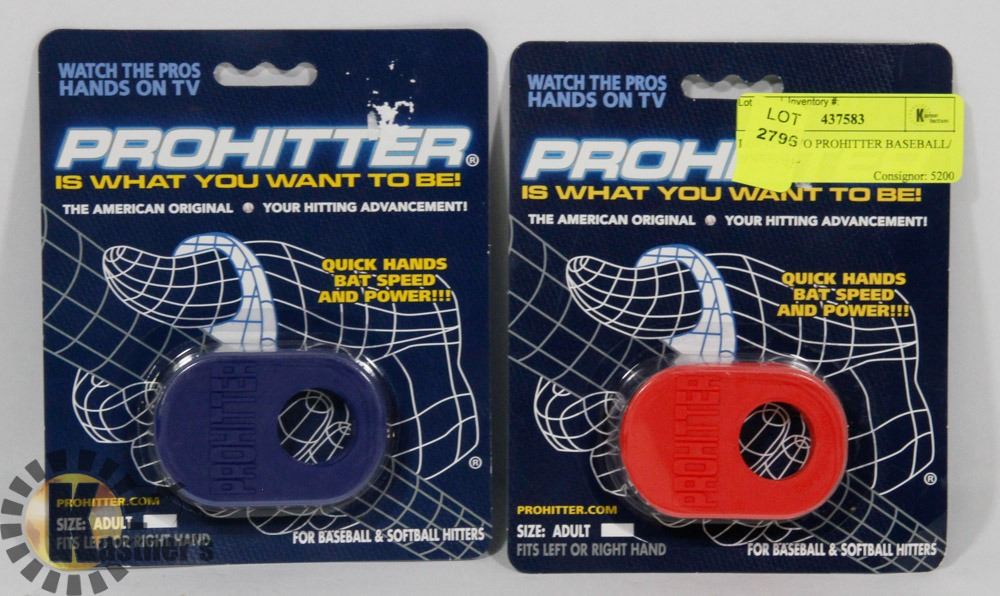 WATCH THE PROS
HANDS ON TV
PROHITTER®
IS WHAT YOU WANT TO BE!
THE AMERICAN ORIGINAL • YOUR HITTING ADVANCEMENT!
QUICK HANDS
BAT SPEED
AND POWER!!!
PROHITTER
®
PROHITTER.COM
SIZE: ADULT
FITS LEFT OR RIGHT HAND
FOR BASEBALL & SOFTBALL HITTERS
WATCH THE PROS
HANDS ON TV
Lot Inventory #:
LOT 437583
2796
O PROHITTER BASEBALL/
Consignor: 5200
PROHI
IS WHAT YOU WANT TO BE!
THE AMERICAN ORIGINAL • YOUR HITTING ADVANCEMENT!
QUICK HANDS
BAT SPEED
AND POWER!!!
PROHITTER
®
PROHITTER.COM
SIZE: ADULT
FITS LEFT OR RIGHT HAND
FOR BASEBALL & SOFTBALL HITTERS